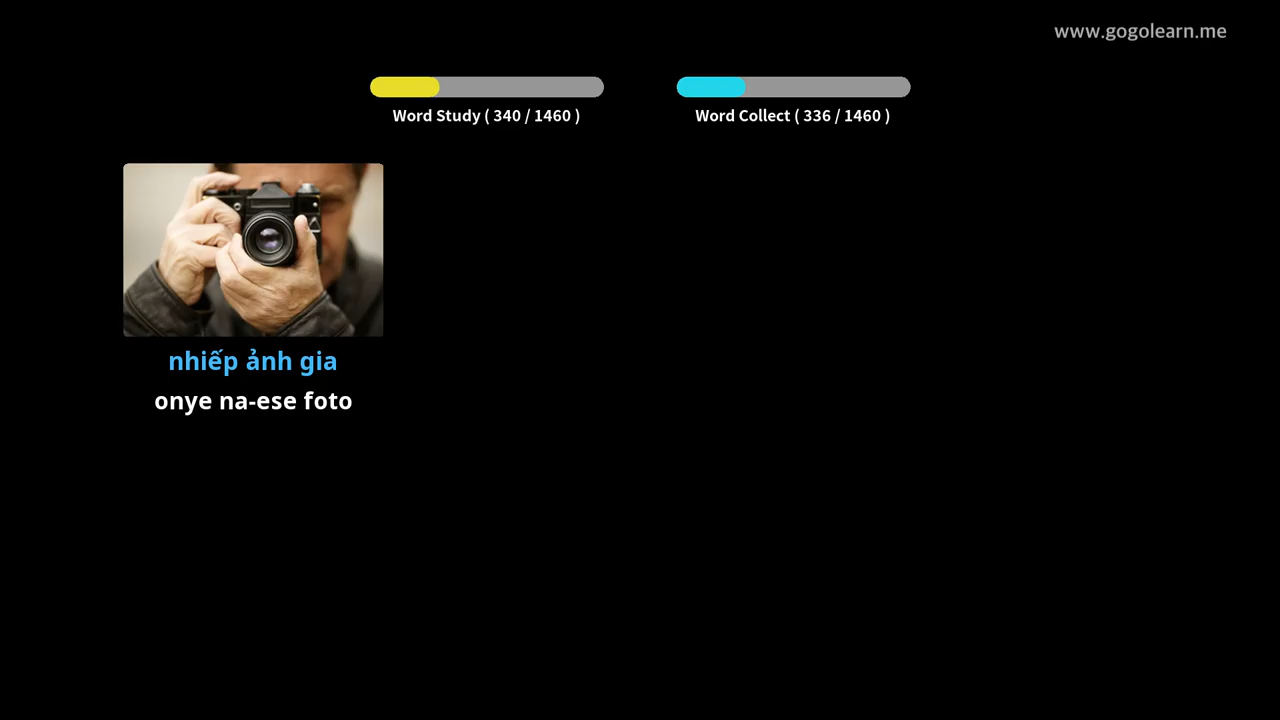 www.gogolearn.me
Word Study ( 340 / 1460 )
Word Collect ( 336 / 1460 )
nhiếp ảnh gia
onye na-ese foto